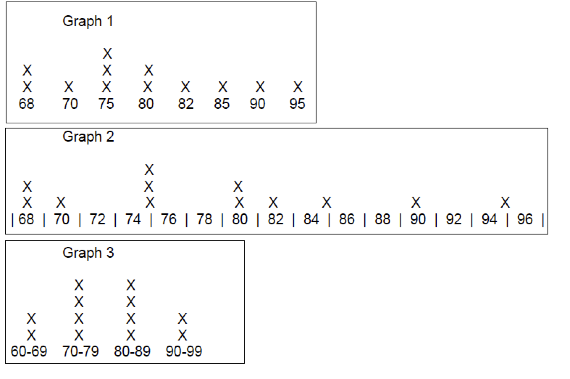 Graph 1
X
X X X
X X X X X X X X
68 70 75 80 82 85 90 95
Graph 2
X
X X X
X X X X X X X X
| 68 | 70 | 72 | 74 | 76 | 78 | 80 | 82 | 84 | 86 | 88 | 90 | 92 | 94 | 96 |
Graph 3
X X
X X
X X X X
X X X X
60-69 70-79 80-89 90-99